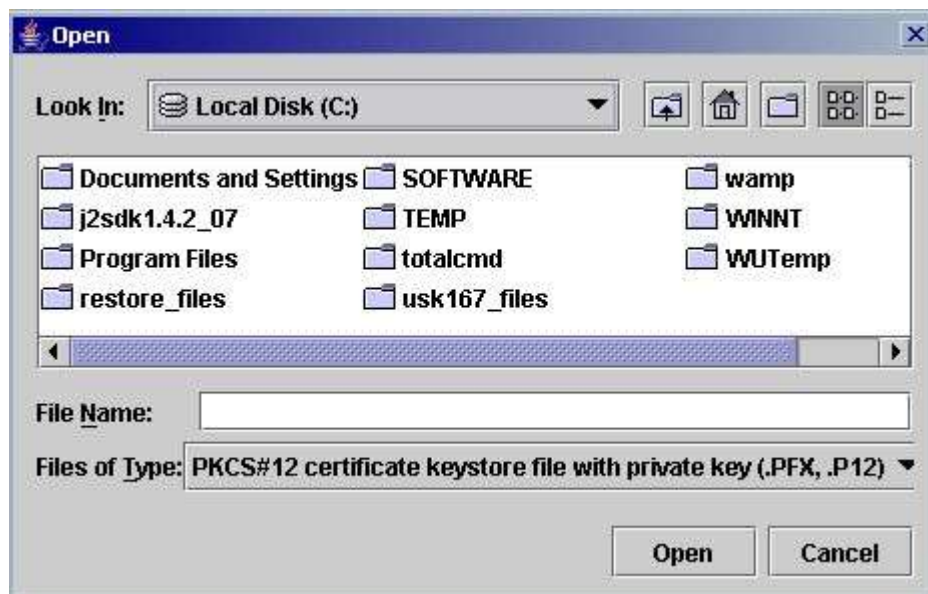 Open
Look In: Local Disk (C:)
Documents and Settings SOFTWARE wamp
j2sdk1.4.2_07 TEMP WINNT
Program Files totalcmd WUTemp
restore_files usk167_files
File Name:
Files of Type: PKCS#12 certificate keystore file with private key (.PFX, .P12)
Open Cancel